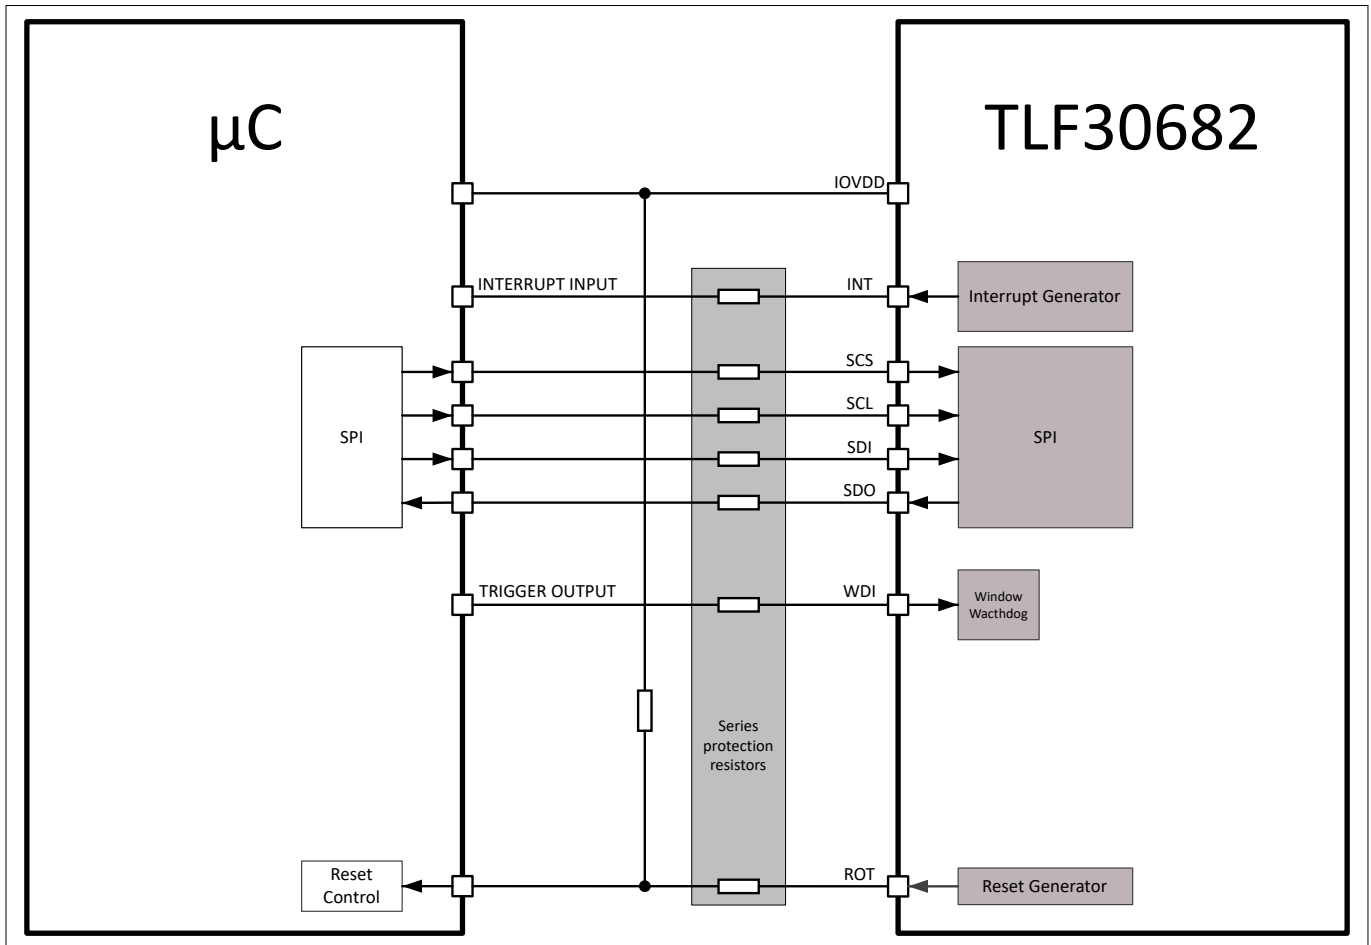 µC
TLF30682
IOVDD
INTERRUPT INPUT
INT
Interrupt Generator
SCS
SCL
SPI
SDI
SPI
SDO
TRIGGER OUTPUT
WDI
Window
Wacthdog
Series
protection
resistors
Reset
Control
ROT
Reset Generator